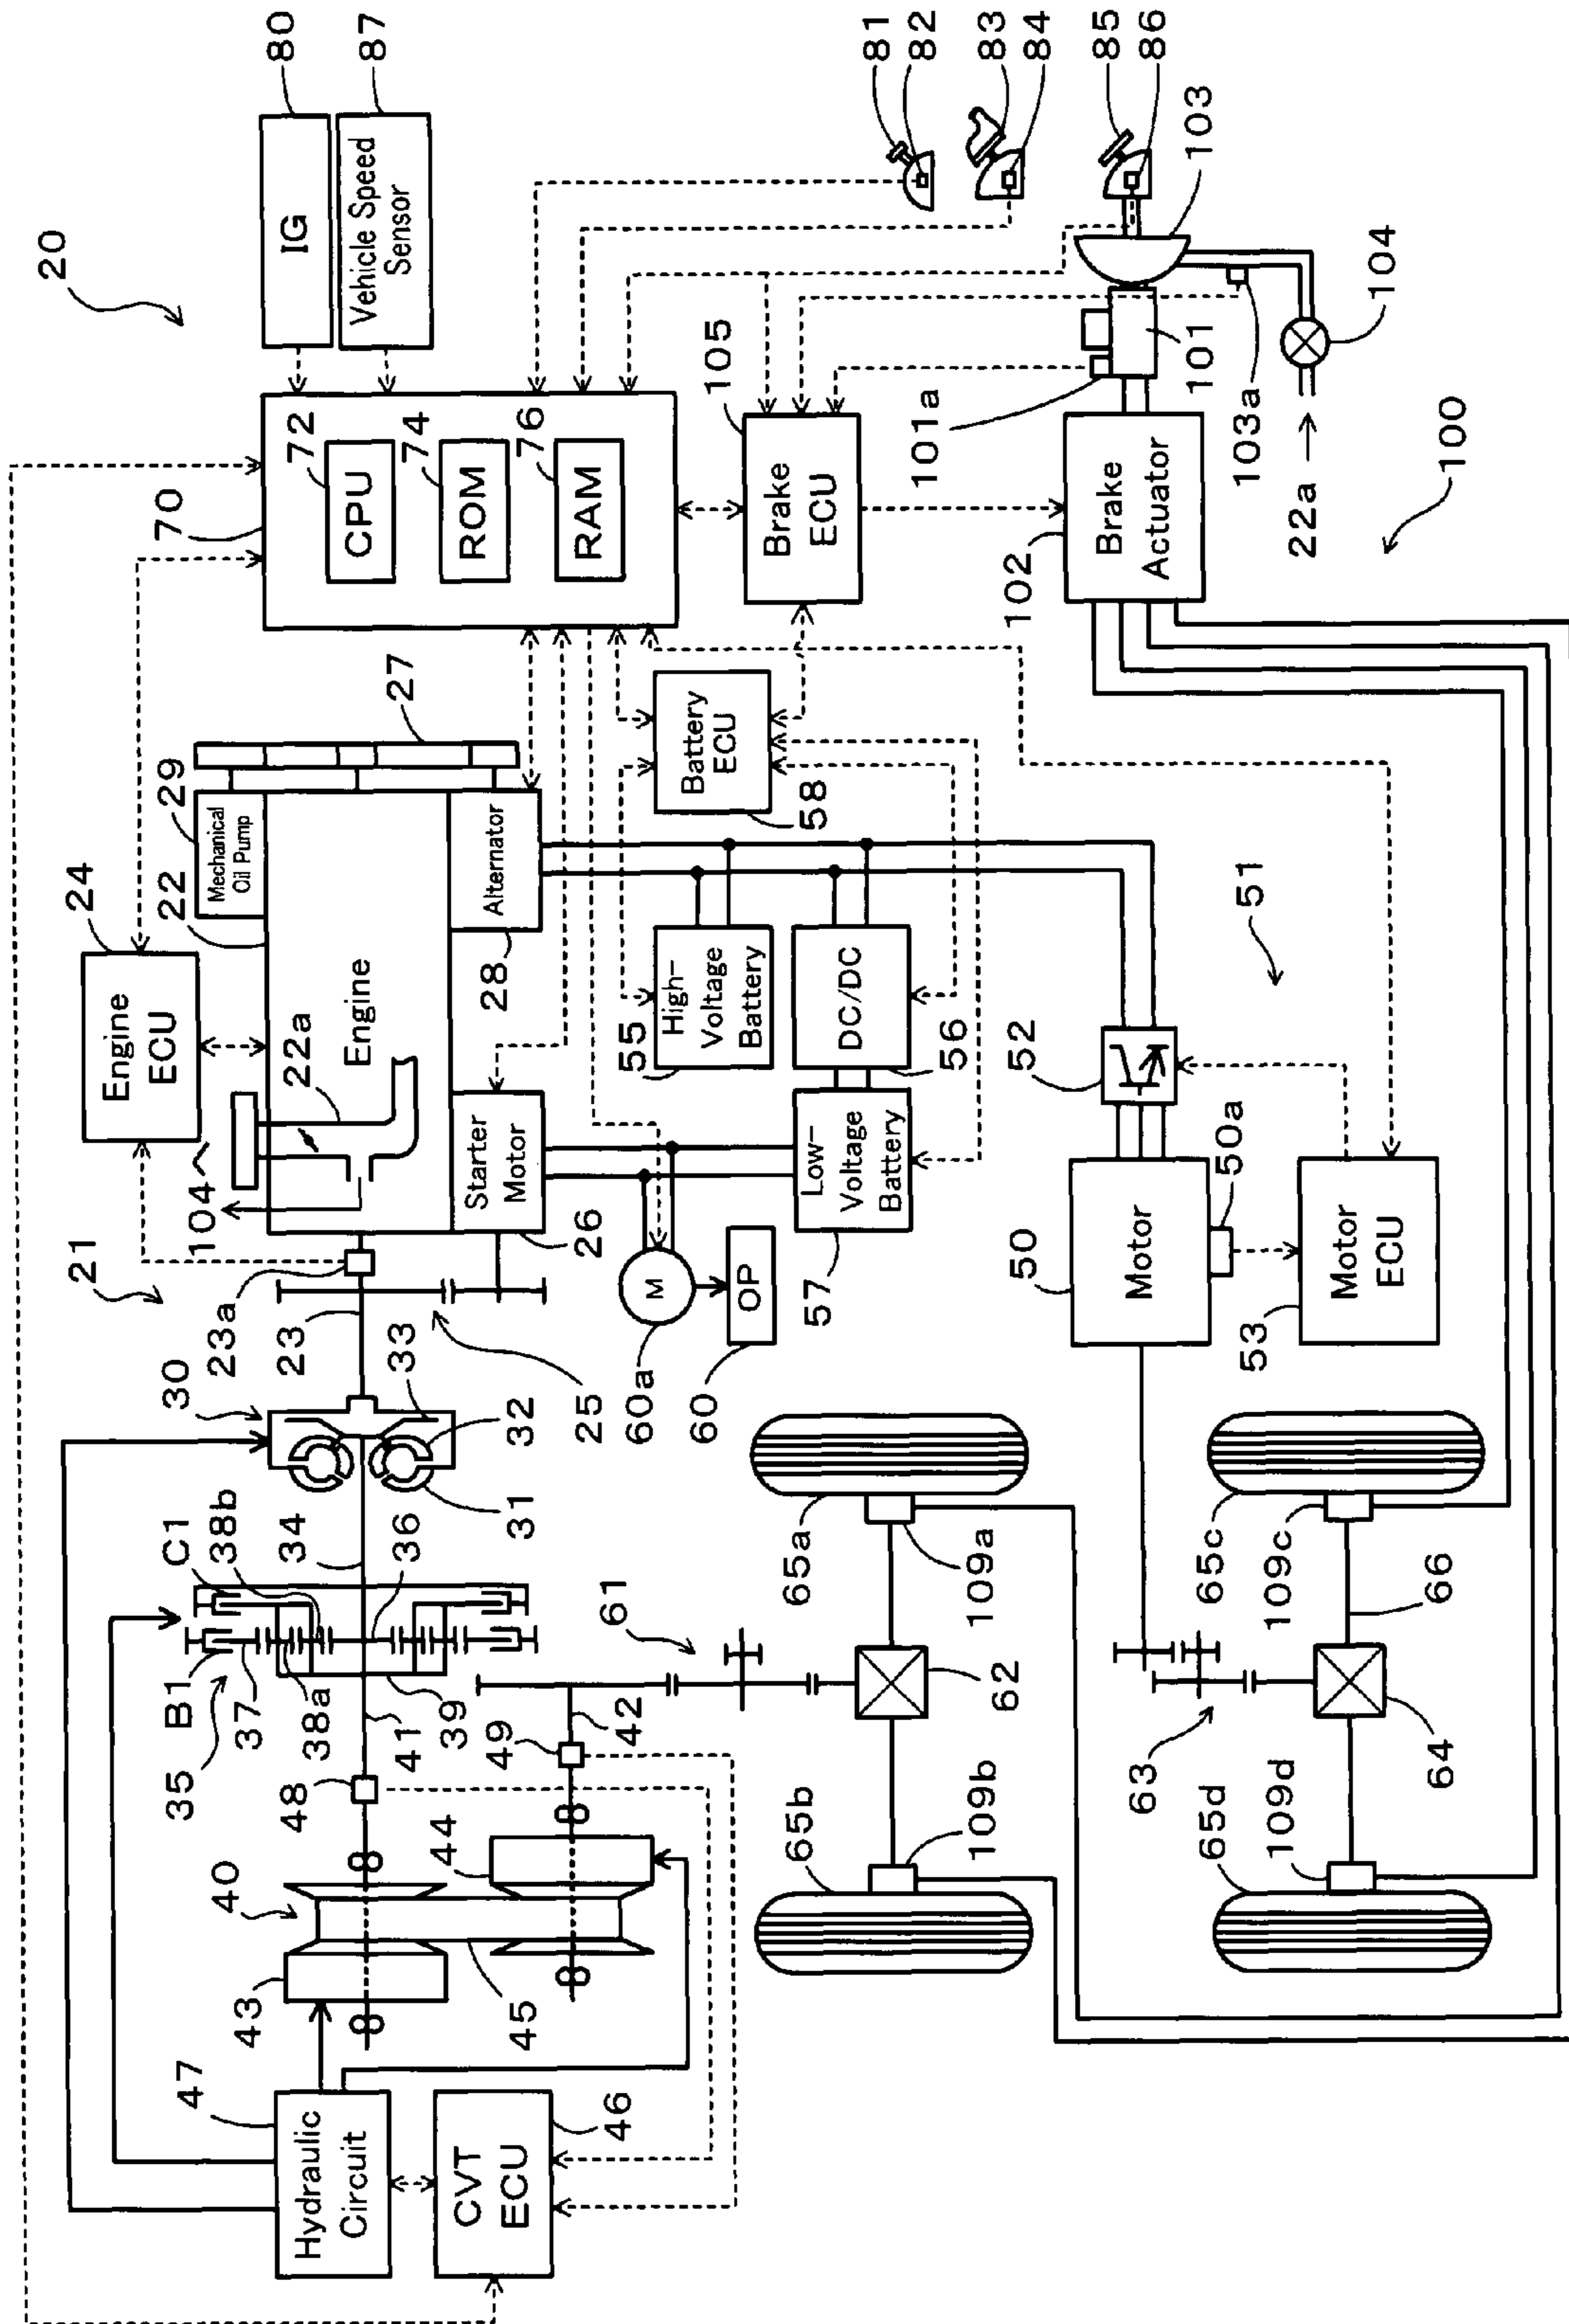 20
IG
80
Vehicle Speed
Sensor
87
70
CPU
72
ROM
74
RAM
76
81
82
83
84
85
86
103
105
Brake
ECU
101a
101
104
103a
22a
100
102
Brake
Actuator
24
Engine
ECU
22
29
Mechanical
Oil Pump
27
Engine
22a
104
Alternator
28
Battery
ECU
58
Starter
Motor
26
55
High-
Voltage
Battery
DC/DC
56
Low-
Voltage
Battery
57
M
OP
60a
60
51
52
50
Motor
50a
53
Motor
ECU
21
23a
23
25
30
33
32
31
34
C1
38b
36
B1
35
37
38a
41
39
48
49
42
40
44
43
45
47
Hydraulic
Circuit
CVT
ECU
46
61
65a
109a
62
65b
109b
63
65c
109c
66
64
65d
109d